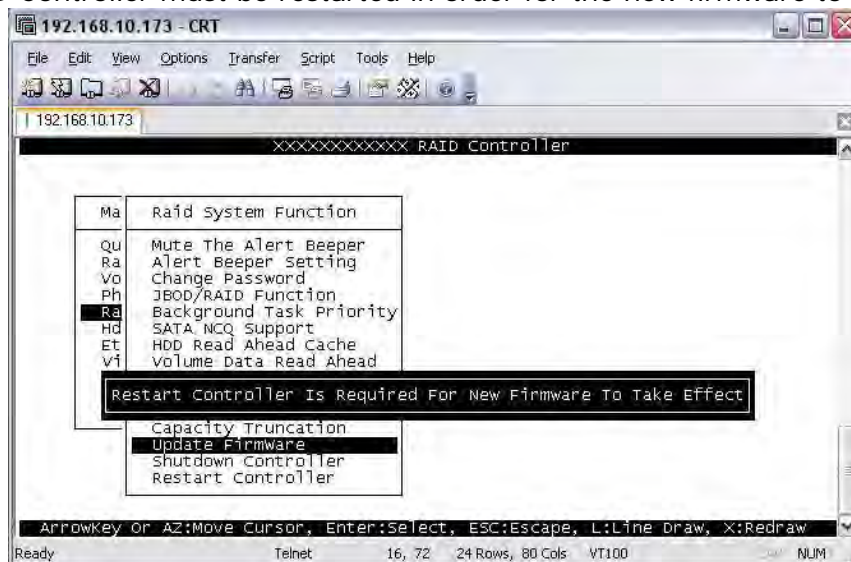 controller must be restarted in order for the new firmware to
192.168.10.173 - CRT
File Edit View Options Transfer Script Tools Help
192.168.10.173
XXXXXXXXXXXX RAID Controller
Ma Raid System Function
Qu Mute The Alert Beeper
Ra Alert Beeper Setting
Vo Change Password
Ph JBOD/RAID Function
Ra Background Task Priority
Hd SATA NCQ Support
Et HDD Read Ahead Cache
Vi Volume Data Read Ahead
Restart Controller Is Required For New Firmware To Take Effect
Capacity Truncation
Update Firmware
Shutdown Controller
Restart Controller
ArrowKey Or AZ:Move Cursor, Enter:Select, ESC:Escape, L:Line Draw, X:Redraw
Ready Telnet 16, 72 24 Rows, 80 Cols VT100 NUM